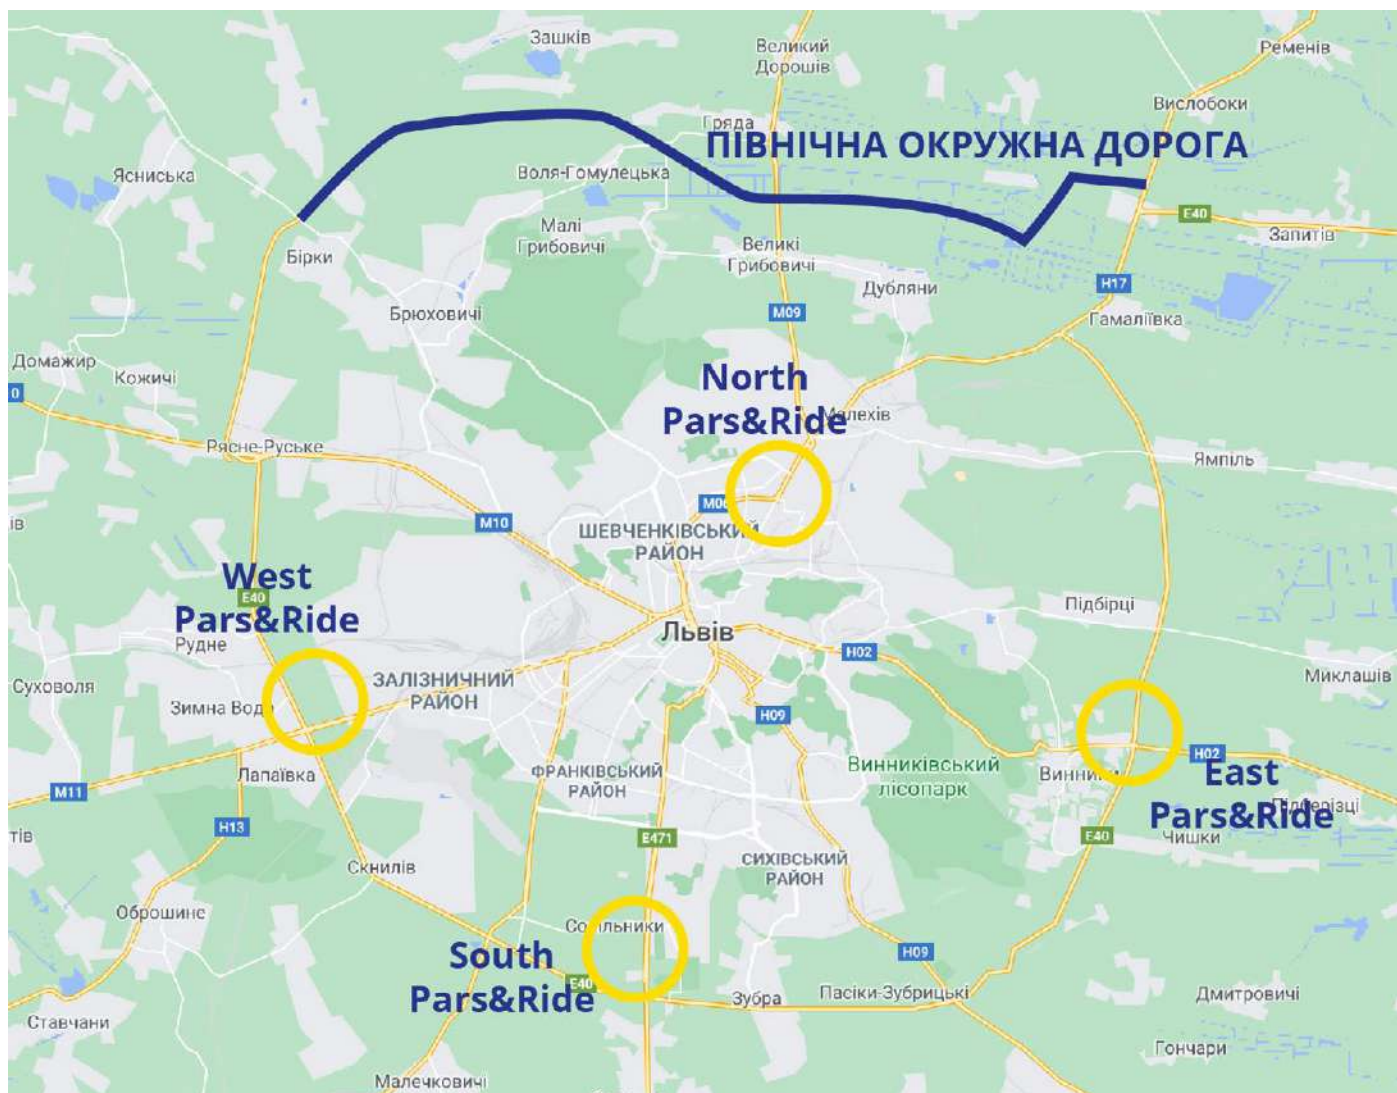 Зашків
Великий
Дорошів
Ременів
Вислобоки
Гряда
ПІВНІЧНА ОКРУЖНА ДОРОГА
Ясниська
Воля-Гомулецька
E40
Запитів
Малі
Грибовичі
Великі
Грибовичі
Бірки
Дубляни
H17
Брюховичі
M09
Гамаліївка
Домажир
Кожичі
North
Pars&Ride
Малехів
Рясне-Руське
Ямпіль
M06
M10
ШЕВЧЕНКІВСЬКИЙ
РАЙОН
West
Pars&Ride
E40
Підбірці
Рудне
Львів
H02
Суховоля
ЗАЛІЗНИЧНИЙ
РАЙОН
Миклашів
Зимна Вода
H09
H02
M11
Лапаївка
ФРАНКІВСЬКИЙ
РАЙОН
Винниківський
лісопарк
Винники
East
Pars&Ride
Підберізці
H13
E471
E40
Чишки
Скнилів
СИХІВСЬКИЙ
РАЙОН
Оброшине
Сокільники
South
Pars&Ride
E40
H09
Зубра
Пасіки-Зубрицькі
Дмитровичі
Ставчани
Гончари
Малечковичі